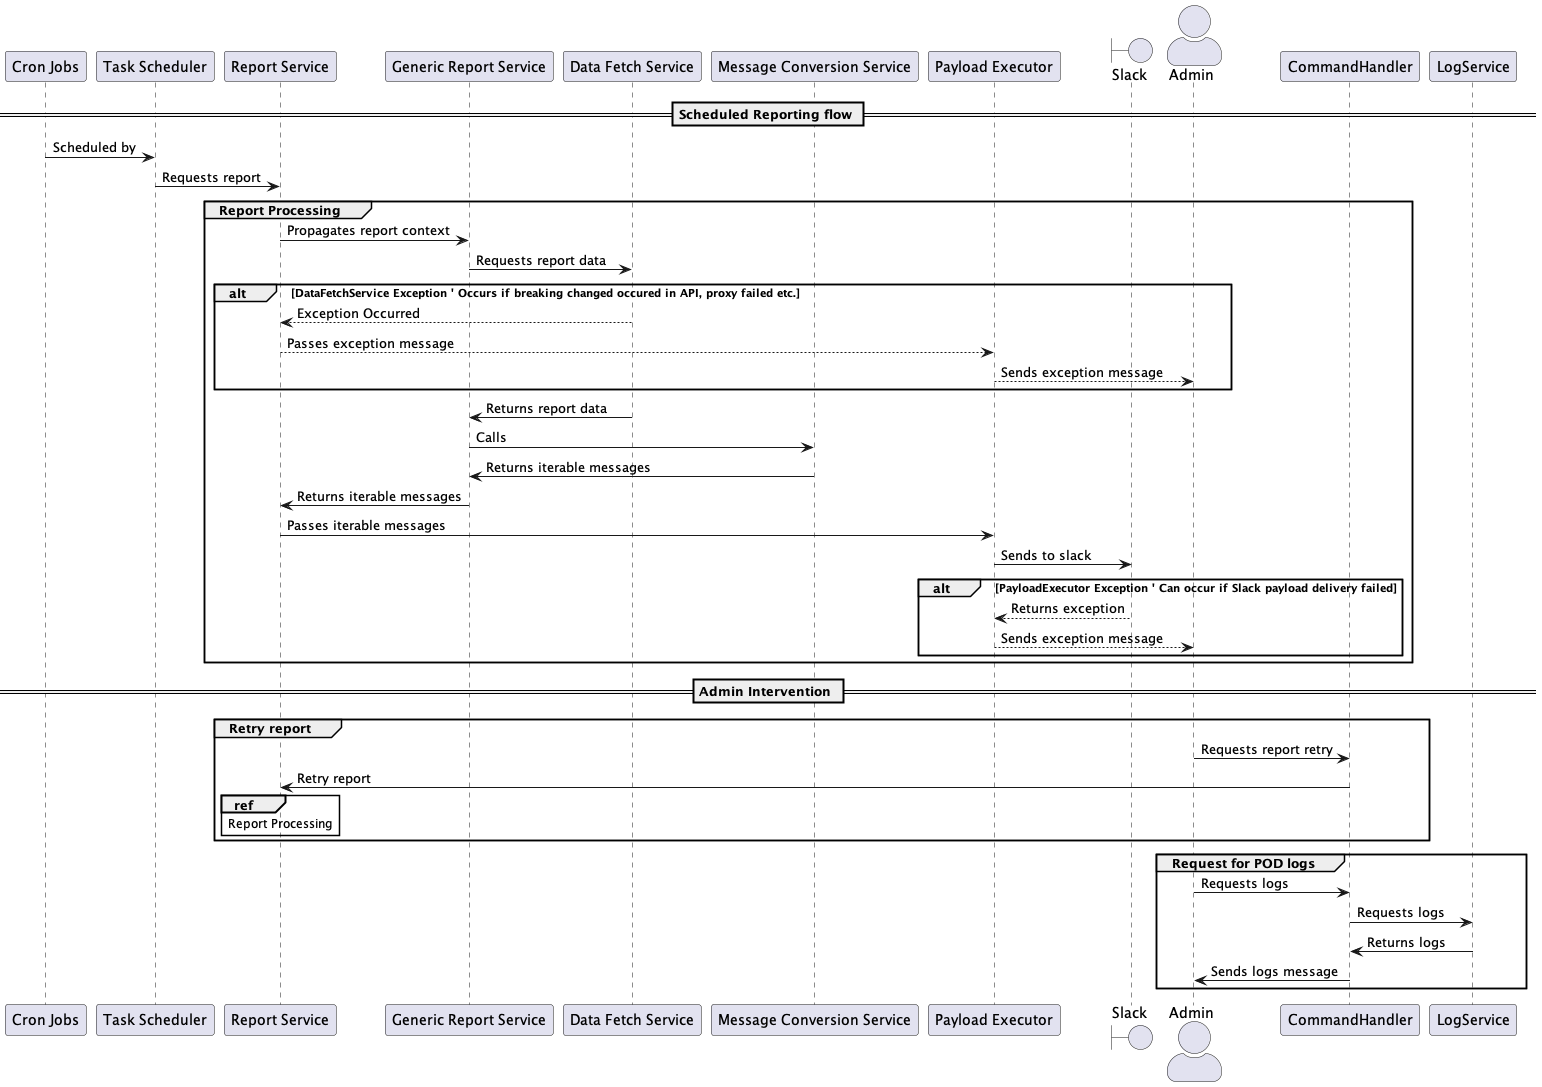 Cron Jobs
Task Scheduler
Report Service
Generic Report Service
Data Fetch Service
Message Conversion Service
Payload Executor
Slack
Admin
CommandHandler
LogService
Scheduled Reporting flow
Scheduled by
Requests report
Report Processing
Propagates report context
Requests report data
alt
[DataFetchService Exception ' Occurs if breaking changed occured in API, proxy failed etc.]
Exception Occurred
Passes exception message
Sends exception message
Returns report data
Calls
Returns iterable messages
Returns iterable messages
Passes iterable messages
Sends to slack
alt
[PayloadExecutor Exception ' Can occur if Slack payload delivery failed]
Returns exception
Sends exception message
Admin Intervention
Retry report
Requests report retry
Retry report
ref
Report Processing
Request for POD logs
Requests logs
Requests logs
Returns logs
Sends logs message
Cron Jobs
Task Scheduler
Report Service
Generic Report Service
Data Fetch Service
Message Conversion Service
Payload Executor
Slack
Admin
CommandHandler
LogService